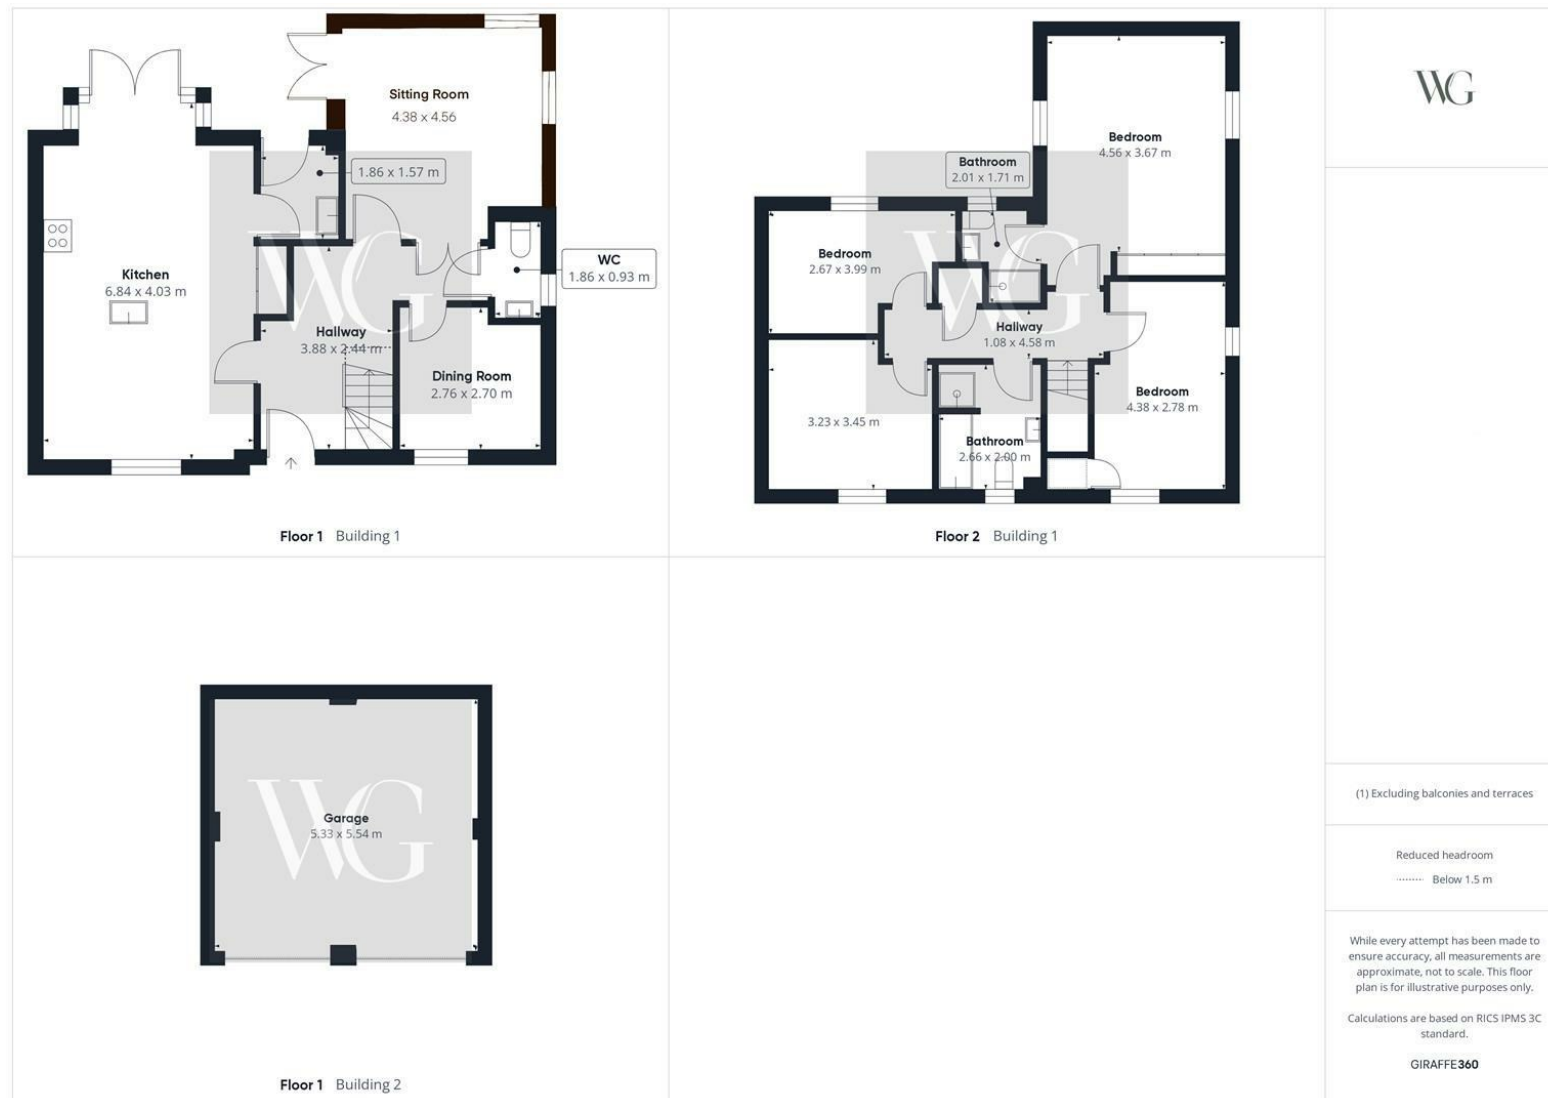 Sitting Room
4.38 x 4.56
1.86 x 1.57 m
WC
1.86 x 0.93 m
Kitchen
6.84 x 4.03 m
Hallway
3.88 x 2.44 m
Dining Room
2.76 x 2.70 m
WG
Floor 1 Building 1
Bedroom
4.56 x 3.67 m
Bathroom
2.01 x 1.71 m
Bedroom
2.67 x 3.99 m
Hallway
1.08 x 4.58 m
Bedroom
4.38 x 2.78 m
3.23 x 3.45 m
Bathroom
2.66 x 2.00 m
WG
Floor 2 Building 1
Garage
5.33 x 5.54 m
WG
Floor 1 Building 2
WG
(1) Excluding balconies and terraces
Reduced headroom
Below 1.5 m
While every attempt has been made to
ensure accuracy, all measurements are
approximate, not to scale. This floor
plan is for illustrative purposes only.
Calculations are based on RICS IPMS 3C
standard.
GIRAFFE360